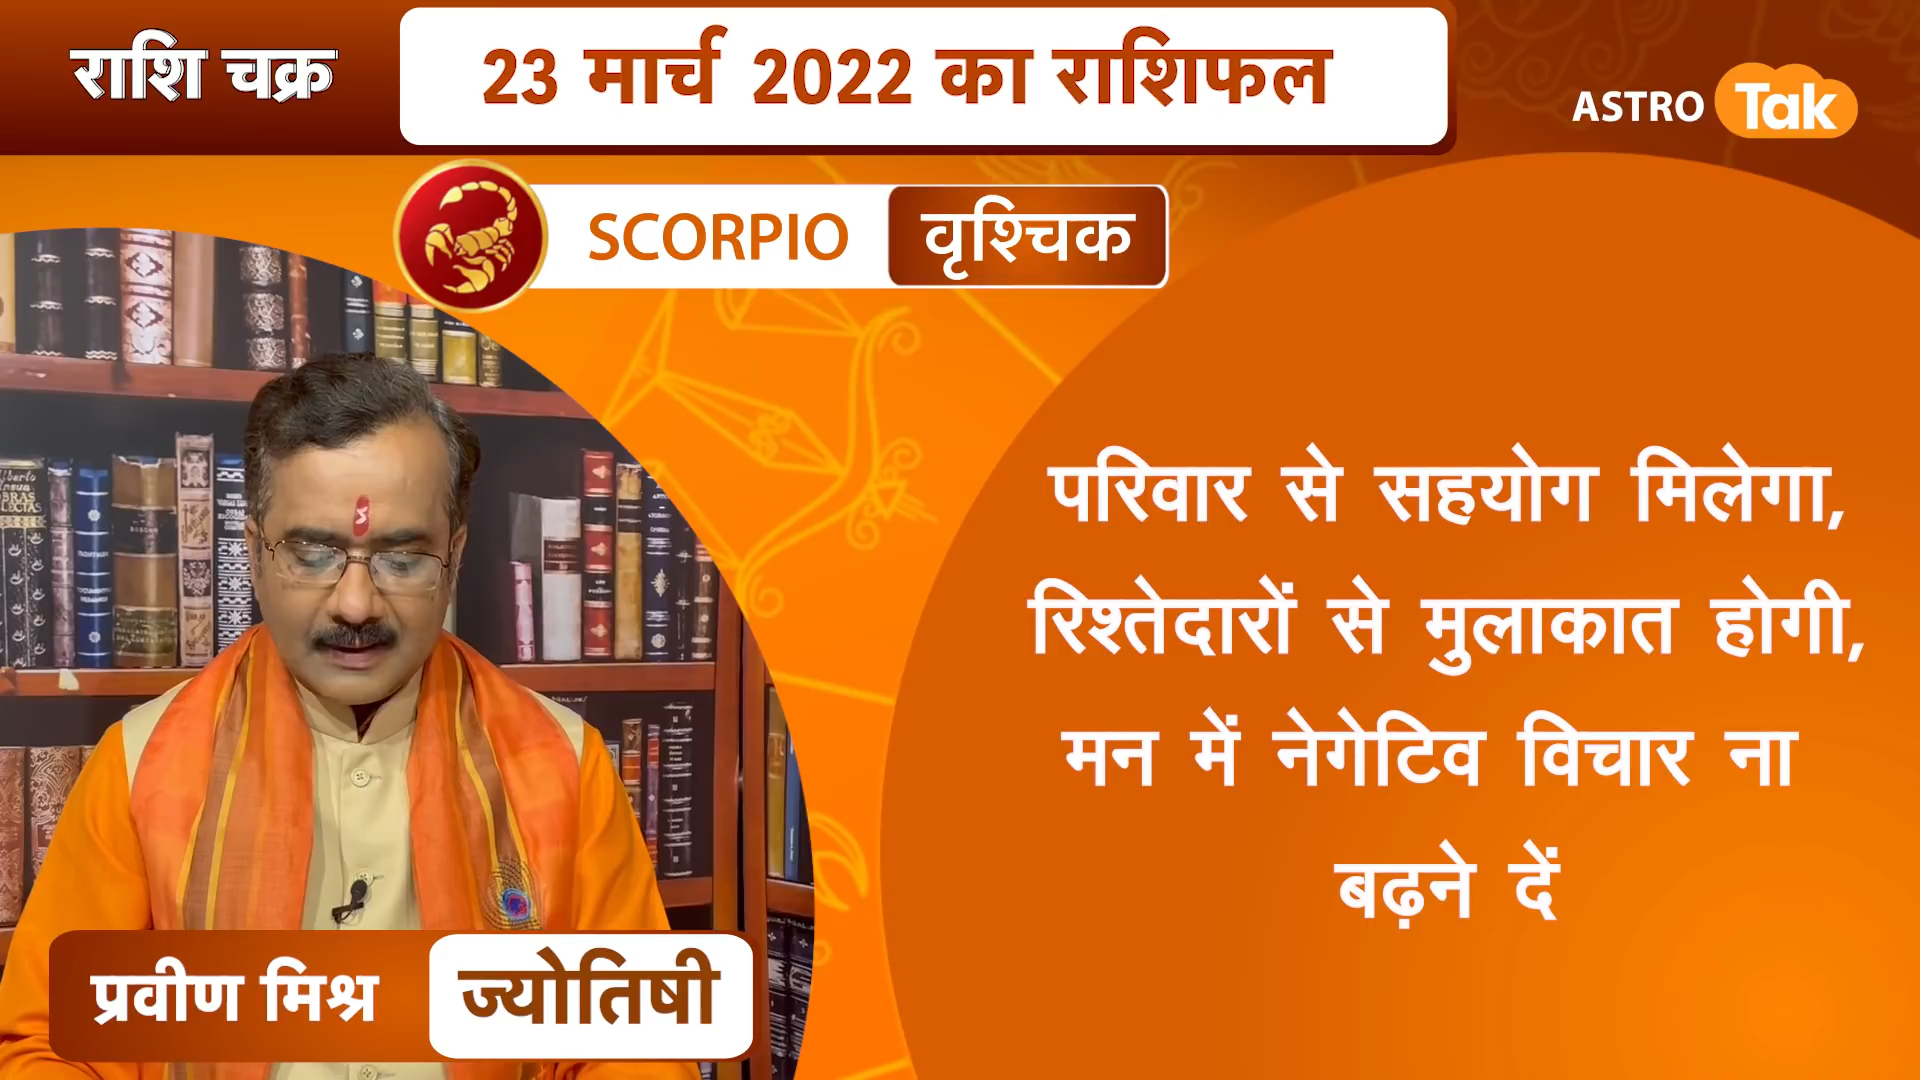 राशि चक्र
23 मार्च 2022 का राशिफल
ASTRO Tak
SCORPIO वृश्चिक
परिवार से सहयोग मिलेगा,
रिश्तेदारों से मुलाकात होगी,
मन में नेगेटिव विचार ना
बढ़ने दें
प्रवीण मिश्र ज्योतिषी